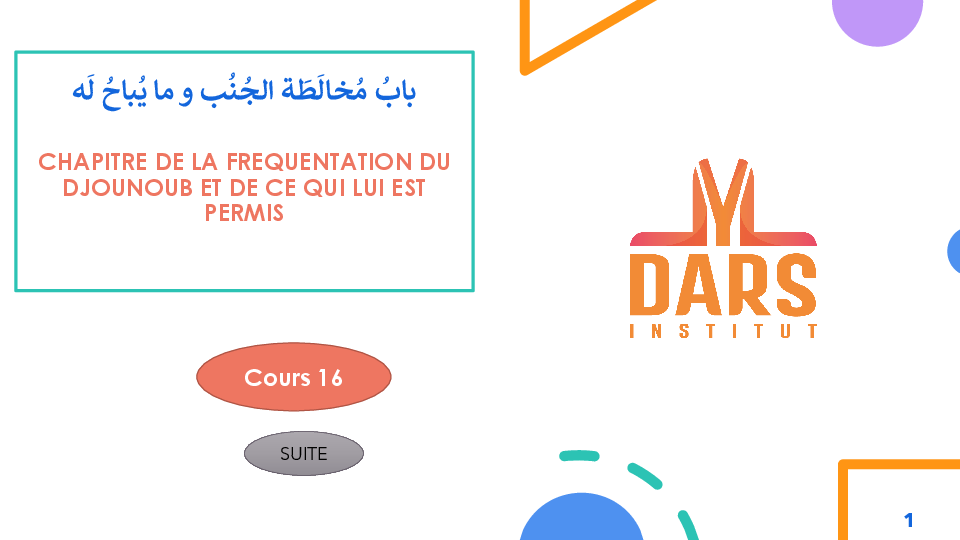 بابُ مُخالَطَة الجُنُب و ما يُباحُ لَه
CHAPITRE DE LA FREQUENTATION DU
DJOUNOUB ET DE CE QUI LUI EST
PERMIS
Cours 16
SUITE
DARS
INSTITUT
1